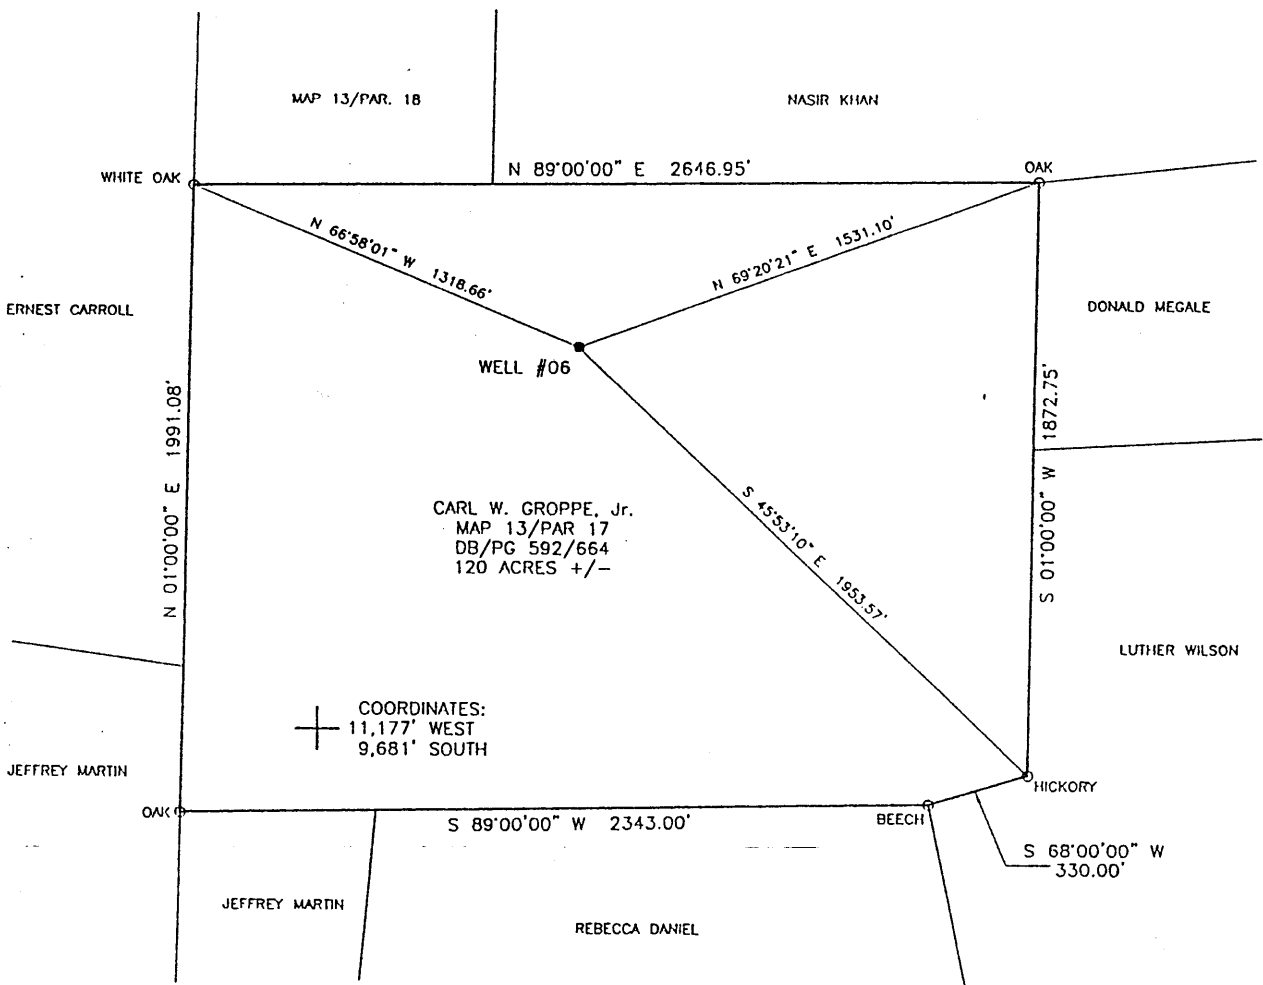 MAP 13/PAR. 18
NASIR KHAN
WHITE OAK
N 89°00'00" E 2646.95'
OAK
N 66°58'01" W 1318.66'
N 69°20'21" E 1531.10'
ERNEST CARROLL
DONALD MEGALE
WELL #06
N 01°00'00" E 1991.08'
S 01°00'00" W 1872.75'
CARL W. GROPPE, Jr.
MAP 13/PAR 17
DB/PG 592/664
120 ACRES +/-
S 45°53'10" E 1953.57'
LUTHER WILSON
COORDINATES:
11,177' WEST
9,681' SOUTH
JEFFREY MARTIN
HICKORY
OAK
BEECH
S 89°00'00" W 2343.00'
S 68°00'00" W
330.00'
JEFFREY MARTIN
REBECCA DANIEL